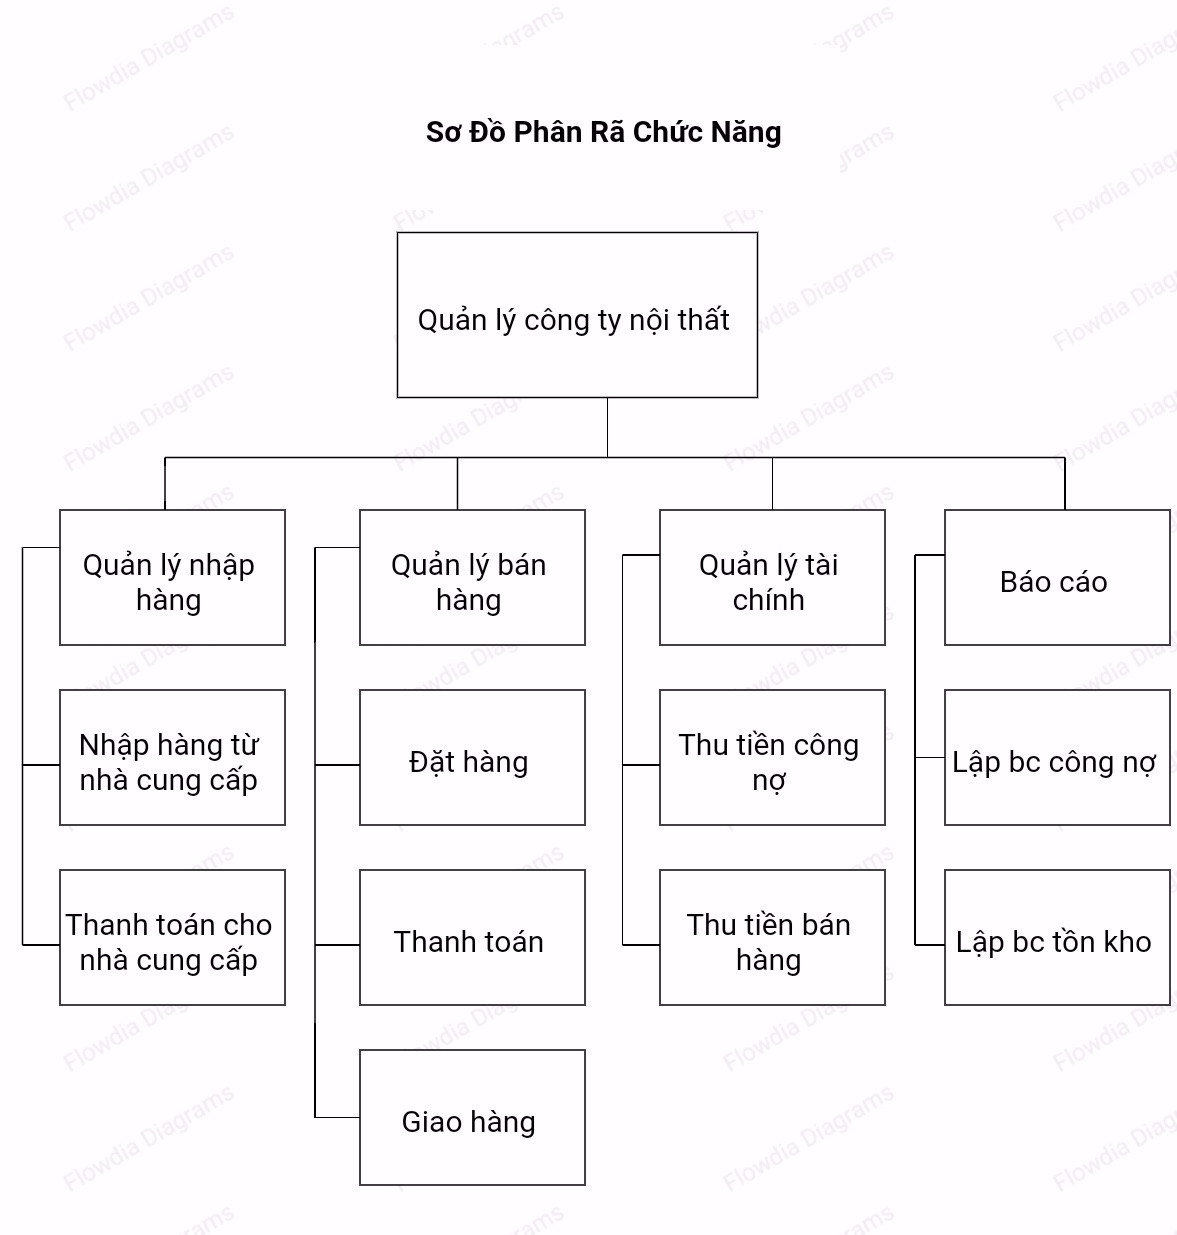 Sơ Đồ Phân Rã Chức Năng
Quản lý công ty nội thất
Quản lý nhập
hàng
Quản lý bán
hàng
Quản lý tài
chính
Báo cáo
Nhập hàng từ
nhà cung cấp
Đặt hàng
Thu tiền công
nợ
Lập bc công nợ
Thanh toán cho
nhà cung cấp
Thanh toán
Thu tiền bán
hàng
Lập bc tồn kho
Giao hàng
Flowdia Diagrams